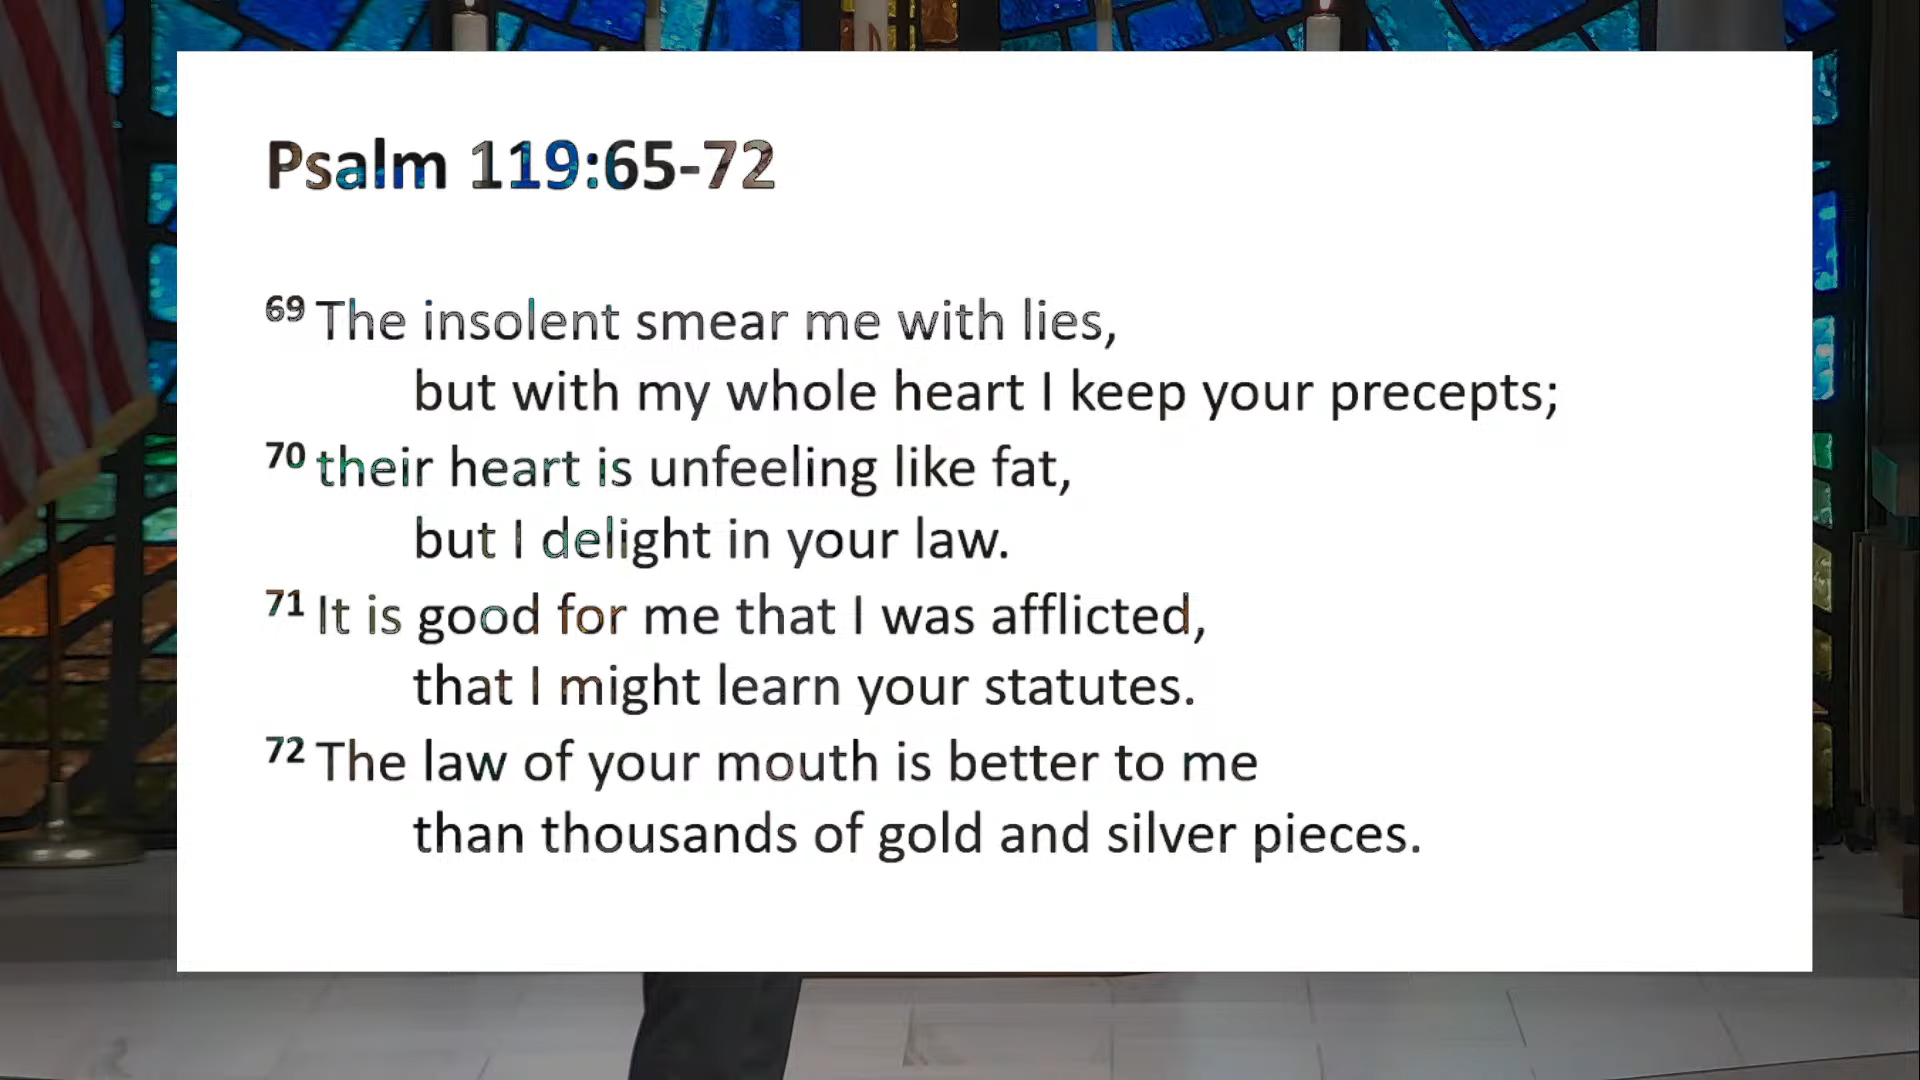 Psalm 119:65-72
69 The insolent smear me with lies,
but with my whole heart I keep your precepts;
70 their heart is unfeeling like fat,
but I delight in your law.
71 It is good for me that I was afflicted,
that I might learn your statutes.
72 The law of your mouth is better to me
than thousands of gold and silver pieces.